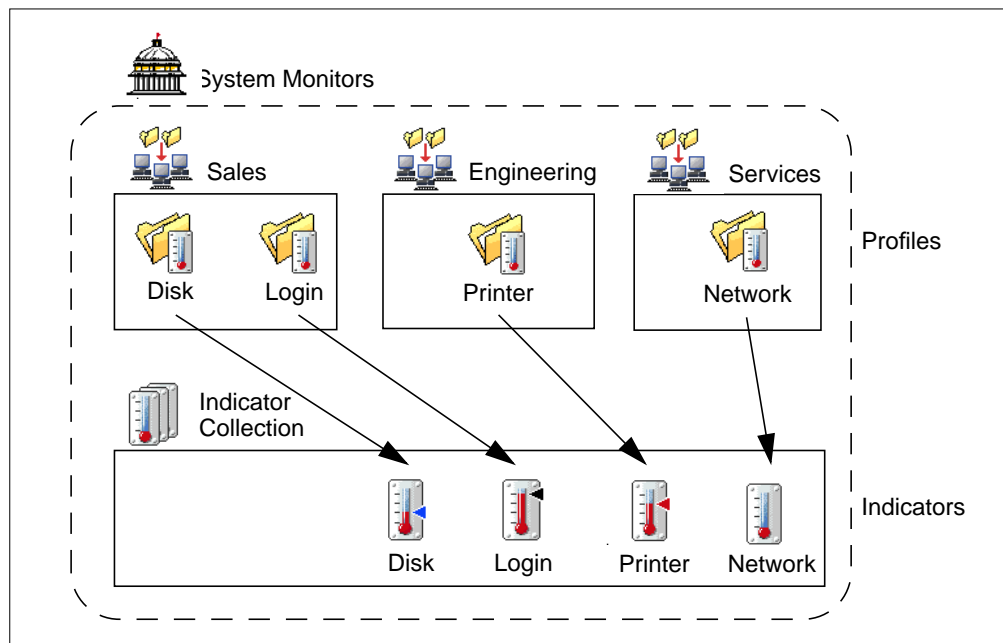 System Monitors
Sales
Engineering
Services
Disk
Login
Printer
Network
Profiles
Indicator
Collection
Disk
Login
Printer
Network
Indicators